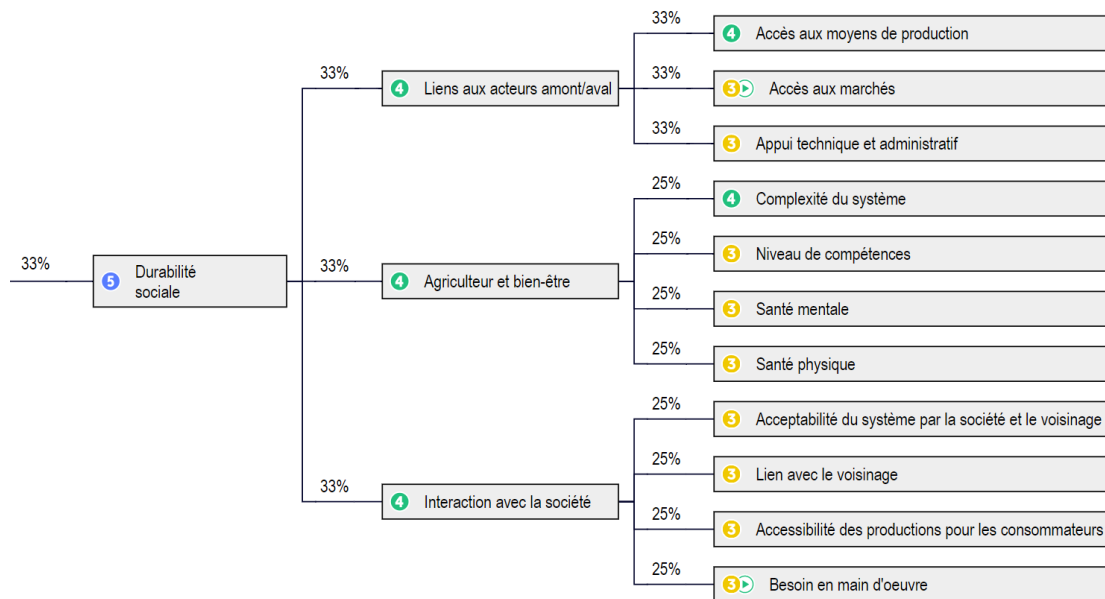 33%
4 Accès aux moyens de production
33%
33%
4 Liens aux acteurs amont/aval
3 Accès aux marchés
33%
3 Appui technique et administratif
25%
4 Complexité du système
25%
3 Niveau de compétences
33%
33%
5 Durabilité
sociale
4 Agriculteur et bien-être
25%
3 Santé mentale
25%
3 Santé physique
25%
3 Acceptabilité du système par la société et le voisinage
25%
3 Lien avec le voisinage
33%
4 Interaction avec la société
25%
3 Accessibilité des productions pour les consommateurs
25%
3 Besoin en main d'oeuvre